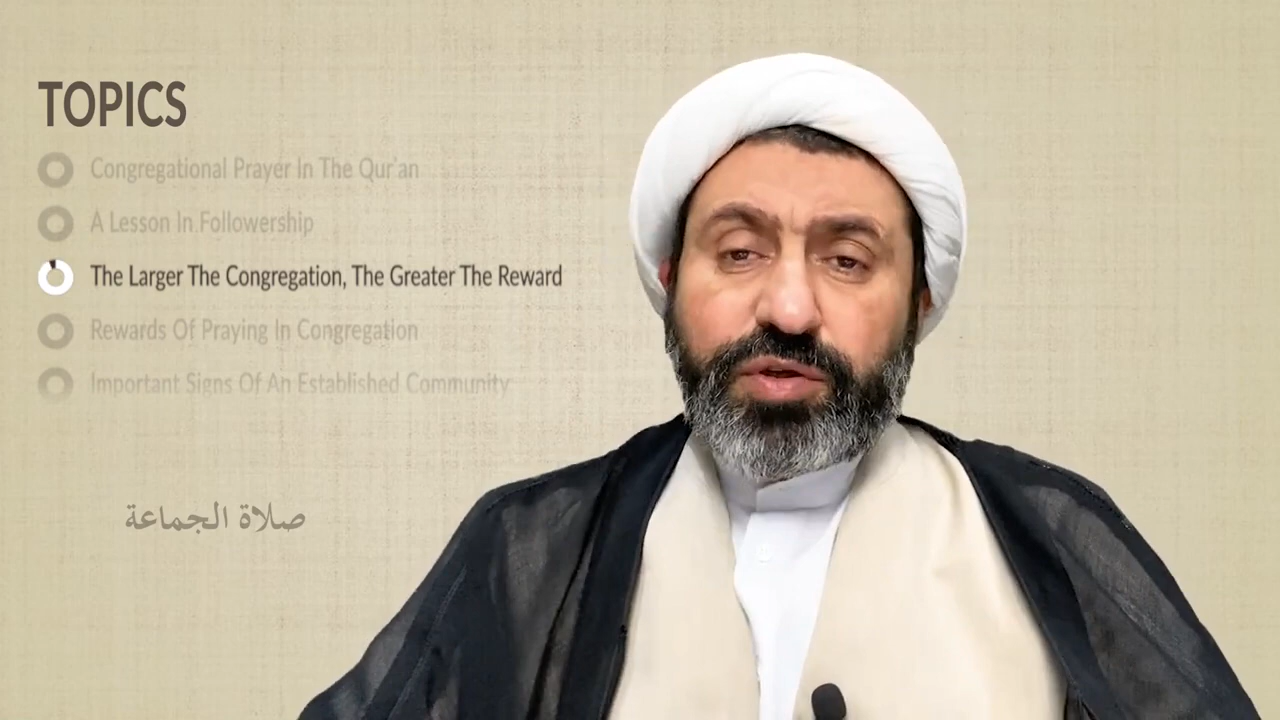 TOPICS
Congregational Prayer In The Qur'an
A Lesson In Followership
The Larger The Congregation, The Greater The Reward
Rewards Of Praying In Congregation
Important Signs Of An Established Community
صلاة الجماعة